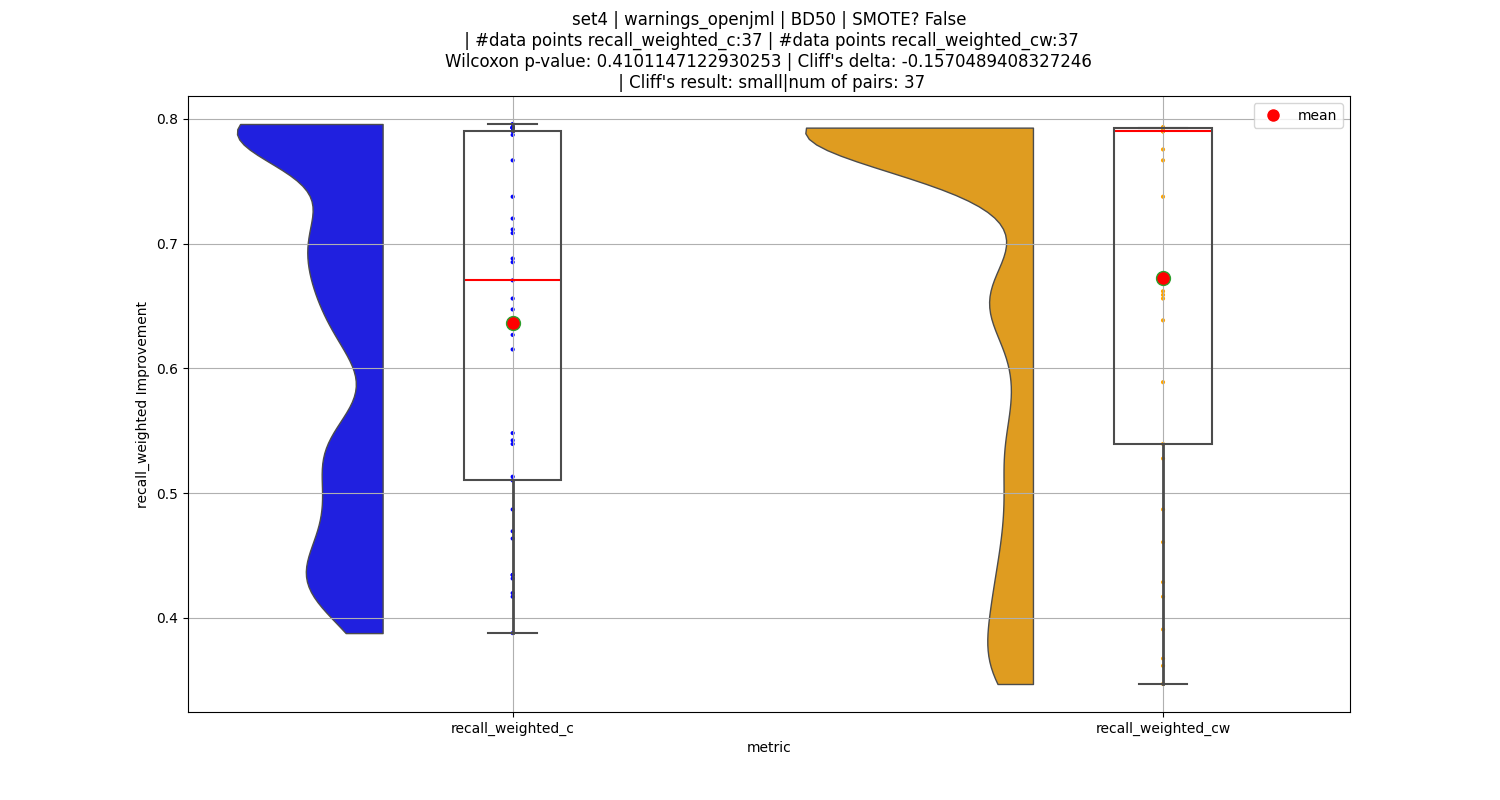 set4 | warnings_openjml | BD50 | SMOTE? False
| #data points recall_weighted_c:37 | #data points recall_weighted_cw:37
Wilcoxon p-value: 0.4101147122930253 | Cliff's delta: -0.1570489408327246
| Cliff's result: small|num of pairs: 37
mean
0.8
0.7
0.6
0.5
0.4
recall_weighted Improvement
recall_weighted_c
recall_weighted_cw
metric